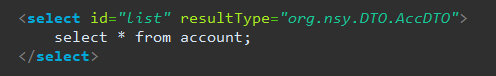 <select id="list" resultType="org.nsy.DTO.AccDTO">
    select * from account;
</select>